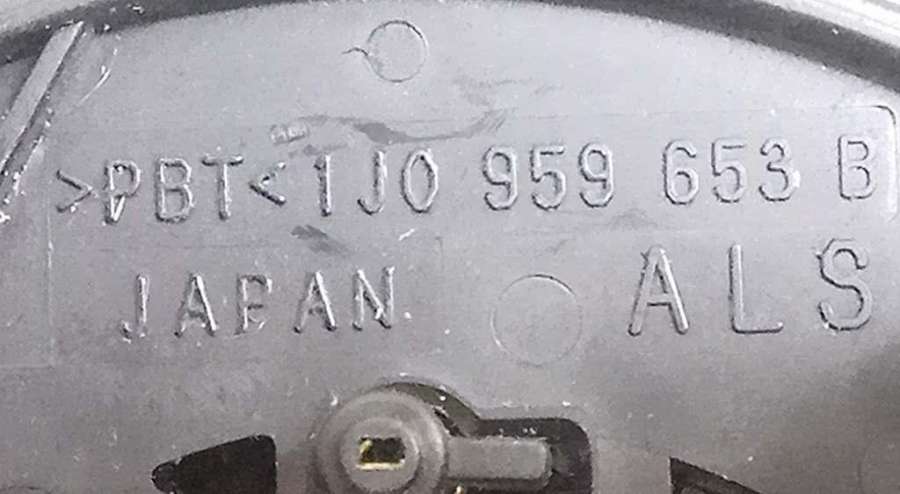 >PBT< 1J0 959 653 B
JAPAN ALS